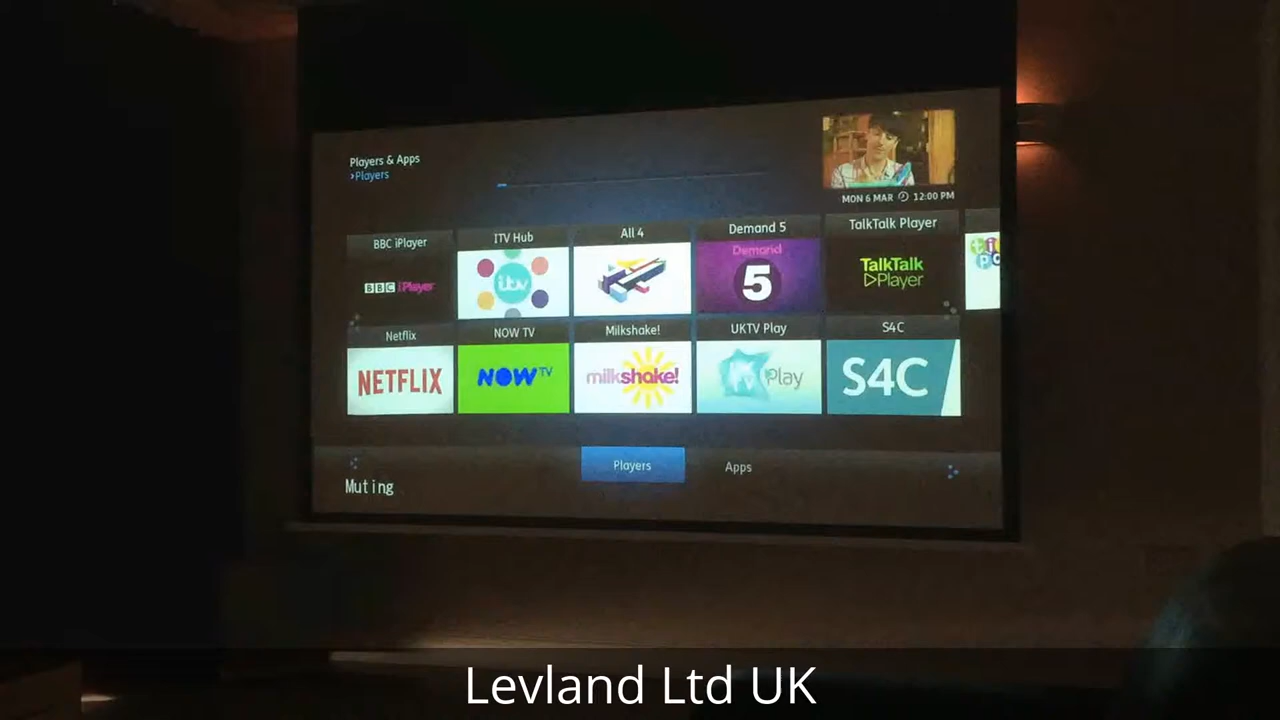 Players & Apps
›Players
MON 6 MAR 12:00 PM
BBC iPlayer
ITV Hub
All 4
Demand 5
TalkTalk Player
BBC iPlayer
itv
Demand
5
TalkTalk
Player
Netflix
NOW TV
Milkshake!
UKTV Play
S4C
NETFLIX
NOW TV
milkshake!
Play
S4C
Players
Apps
Muting
Levland Ltd UK